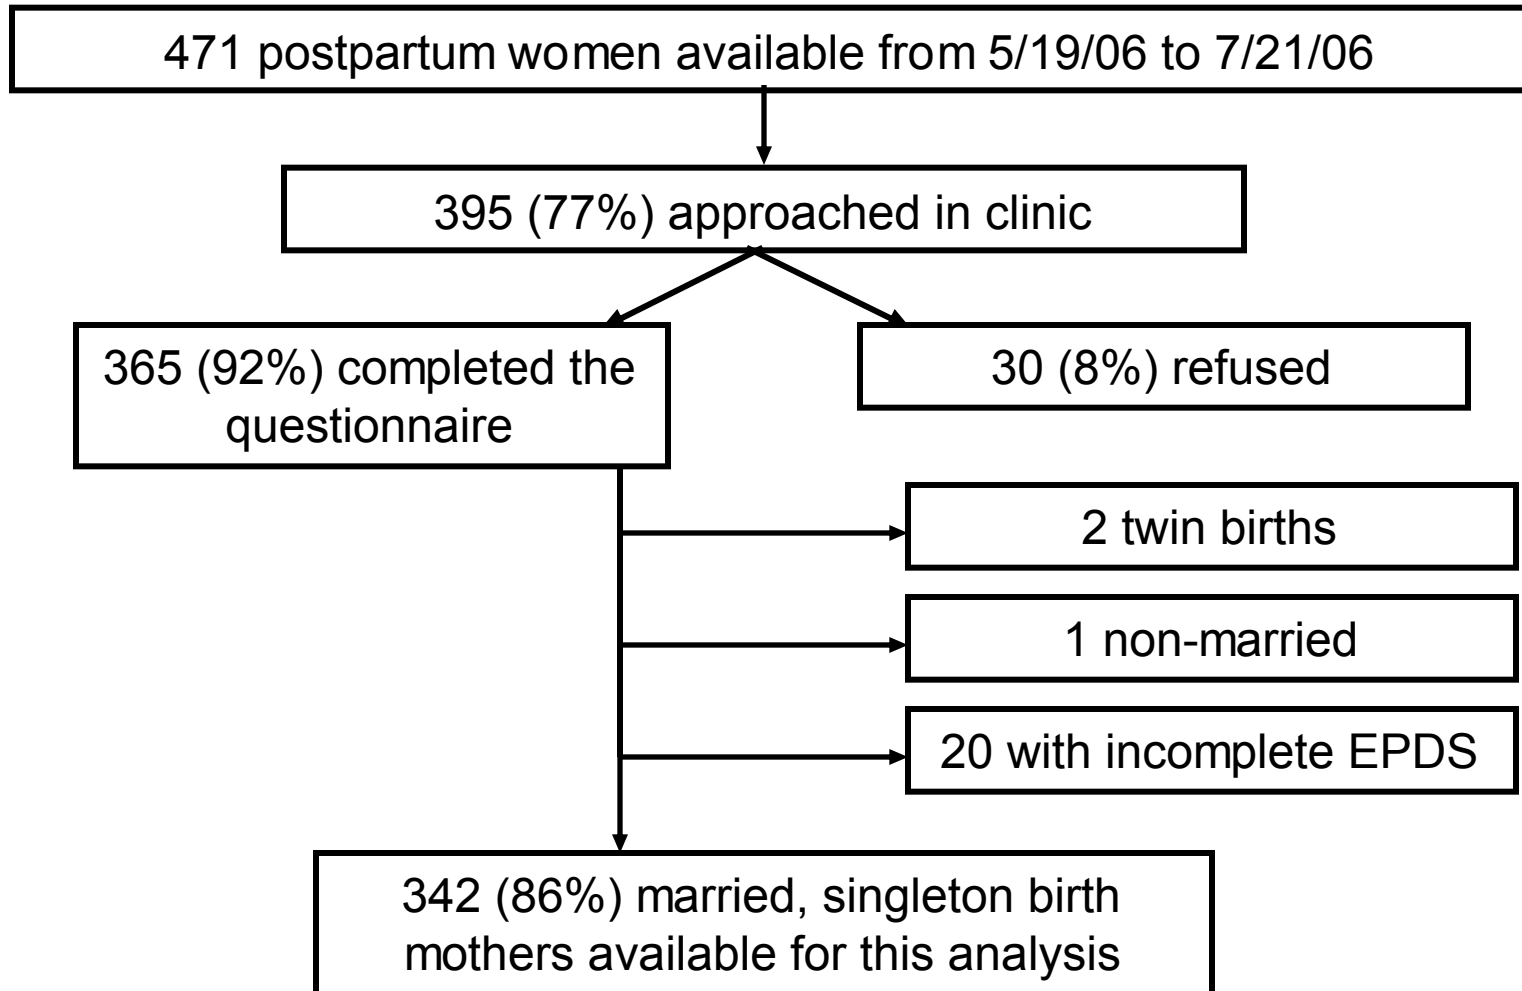 471 postpartum women available from 5/19/06 to 7/21/06
395 (77%) approached in clinic
365 (92%) completed the
questionnaire
30 (8%) refused
2 twin births
1 non-married
20 with incomplete EPDS
342 (86%) married, singleton birth
mothers available for this analysis